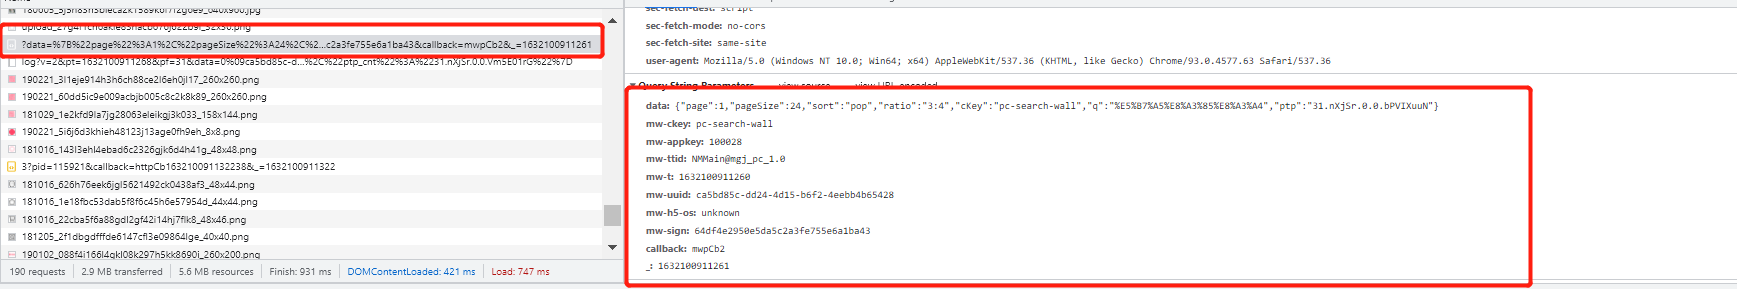 ?data=%7B%22page%22%3A1%2C%22pageSize%22%3A24%2C%2...c2a3fe755e6a1ba43&callback=mwpCb2&_=1632100911261
log?v=2&pt=1632100911268&pf=31&data=0%09ca5bd85c-d...%2C%22ptp_cnt%22%3A%2231.nXjSr.0.0.Vm5E01rG%22%7D
190221_3l1eje914h3h6ch88ce2l6eh0jl17_260x260.png
190221_60dd5ic9e009acbjb005c8c2k8k89_260x260.png
181029_1e2kfd9la7jg28063eleikgj3k033_158x144.png
190221_5i6j6d3khieh48123j13age0fh9eh_8x8.png
181016_143l3ehl4ebad6c2326gjk6d4h41g_48x48.png
3?pid=115921&callback=httpCb163210091132238&_=1632100911322
181016_626h76eek6jgl5621492ck0438af3_48x44.png
181016_1e18fbc53dab5f8f6c45h6e57954d_44x44.png
181016_22cba5f6a88gdl2gf42i14hj7flk8_48x46.png
181205_2f1dbgdfffde6147cfl3e09864lge_40x40.png
190102_088f4i166l4gkl08k297h5kk8690i_260x200.png
190 requests 2.9 MB transferred 5.6 MB resources Finish: 931 ms DOMContentLoaded: 421 ms Load: 747 ms
sec-fetch-dest: script
sec-fetch-mode: no-cors
sec-fetch-site: same-site
user-agent: Mozilla/5.0 (Windows NT 10.0; Win64; x64) AppleWebKit/537.36 (KHTML, like Gecko) Chrome/93.0.4577.63 Safari/537.36
Query String Parameters view source view URL encoded
data: {"page":1,"pageSize":24,"sort":"pop","ratio":"3:4","cKey":"pc-search-wall","q":"%E5%B7%A5%E8%A3%85%E8%A3%A4","ptp":"31.nXjSr.0.0.bPVIXuuN"}
mw-ckey: pc-search-wall
mw-appkey: 100028
mw-ttid: NMMain@mgj_pc_1.0
mw-t: 1632100911260
mw-uuid: ca5bd85c-dd24-4d15-b6f2-4eebb4b65428
mw-h5-os: unknown
mw-sign: 64df4e2950e5da5c2a3fe755e6a1ba43
callback: mwpCb2
_: 1632100911261